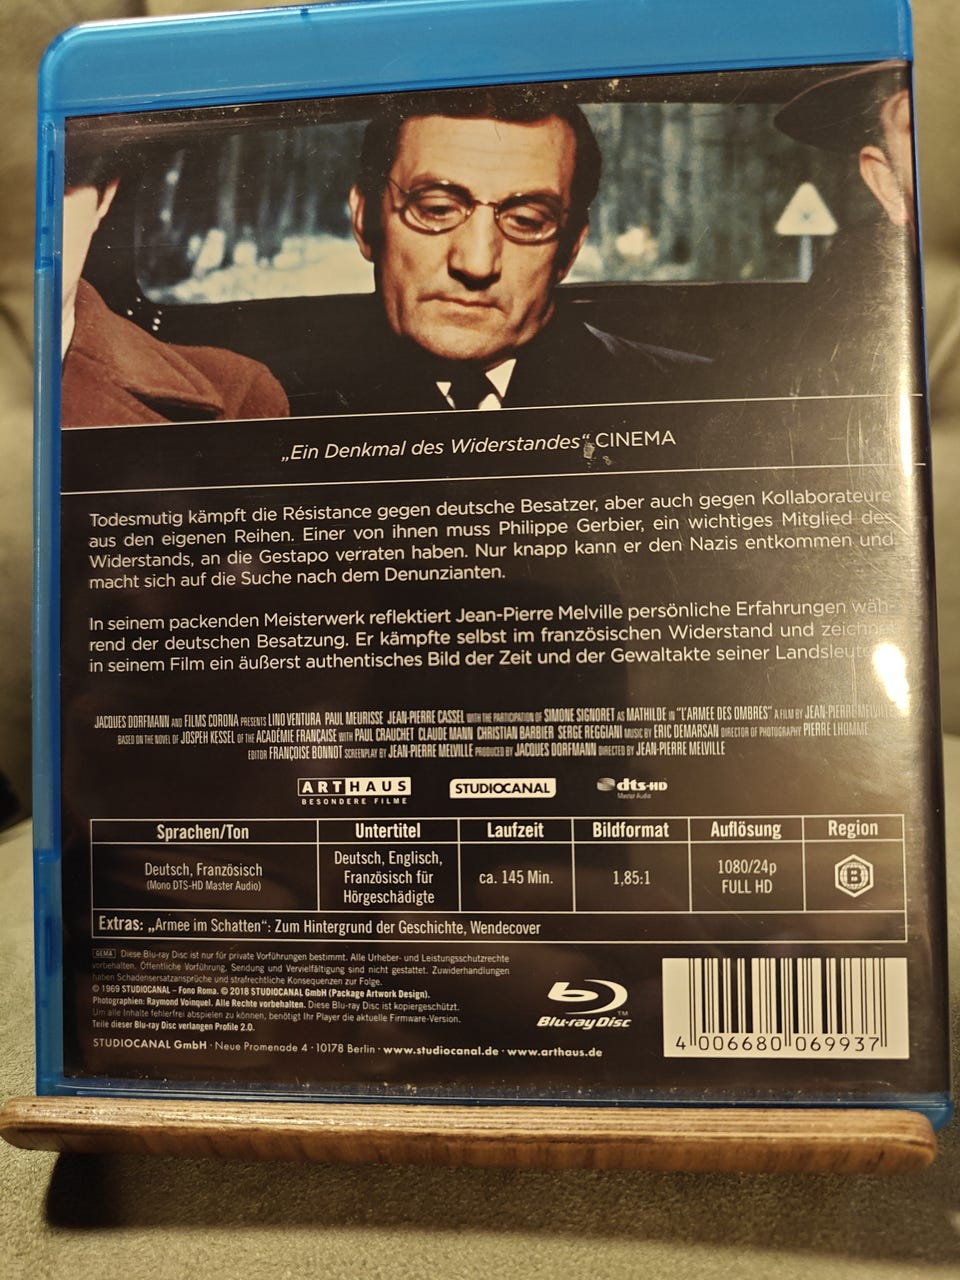 „Ein Denkmal des Widerstandes“ CINEMA
Todesmutig kämpft die Résistance gegen deutsche Besatzer, aber auch gegen Kollaborateure
aus den eigenen Reihen. Einer von ihnen muss Philippe Gerbier, ein wichtiges Mitglied des
Widerstands, an die Gestapo verraten haben. Nur knapp kann er den Nazis entkommen und
macht sich auf die Suche nach dem Denunzianten.
In seinem packenden Meisterwerk reflektiert Jean-Pierre Melville persönliche Erfahrungen wäh-
rend der deutschen Besatzung. Er kämpfte selbst im französischen Widerstand und zeichnet
in seinem Film ein äußerst authentisches Bild der Zeit und der Gewaltakte seiner
JACQUES DORFMANN AND FILMS CORONA PRESENTS LINO VENTURA PAUL MEURISSE JEAN-PIERRE CASSEL WITH THE PARTICIPATION OF SIMONE SIGNORET AS MATHILDE IN "L'ARMEE DES OMBRES" A FILM BY JEAN-PIERRE MELVILLE
BASED ON THE NOVEL OF JOSPEH KESSEL OF THE ACADÉMIE FRANÇAISE WITH PAUL CRAUCHET CLAUDE MANN CHRISTIAN BARBIER SERGE REGGIANI MUSIC BY ERIC DEMARSAN DIRECTOR OF PHOTOGRAPHY PIERRE LHOMME
EDITOR FRANÇOISE BONNOT SCREENPLAY BY JEAN-PIERRE MELVILLE PRODUCED BY JACQUES DORFMANN DIRECTED BY JEAN-PIERRE MELVILLE
ARTHAUS STUDIOCANAL dts-HD
BESONDERE FILME Master Audio
Sprachen/Ton Untertitel Laufzeit Bildformat Auflösung Region
Deutsch, Französisch
(Mono DTS-HD Master Audio)
Deutsch, Englisch,
Französisch für
Hörgeschädigte
ca. 145 Min.
1,85:1
1080/24p
FULL HD
B
Extras: „Armee im Schatten“: Zum Hintergrund der Geschichte, Wendecover
GEMA Diese Blu-ray Disc ist nur für private Vorführungen bestimmt. Alle Urheber- und Leistungsschutzrechte
vorbehalten. Öffentliche Vorführung, Sendung und Vervielfältigung sind nicht gestattet. Zuwiderhandlungen
haben Schadensersatzansprüche und strafrechtliche Konsequenzen zur Folge.
© 1969 STUDIOCANAL – Fono Roma. © 2018 STUDIOCANAL GmbH (Package Artwork Design).
Photographien: Raymond Voinquel. Alle Rechte vorbehalten. Diese Blu-ray Disc ist kopiergeschützt.
Um alle Inhalte fehlerfrei abspielen zu können, benötigt Ihr Player die aktuelle Firmware-Version.
Teile dieser Blu-ray Disc verlangen Profile 2.0.
STUDIOCANAL GmbH · Neue Promenade 4 · 10178 Berlin · www.studiocanal.de · www.arthaus.de
Blu-ray Disc TM
4 006680 069937